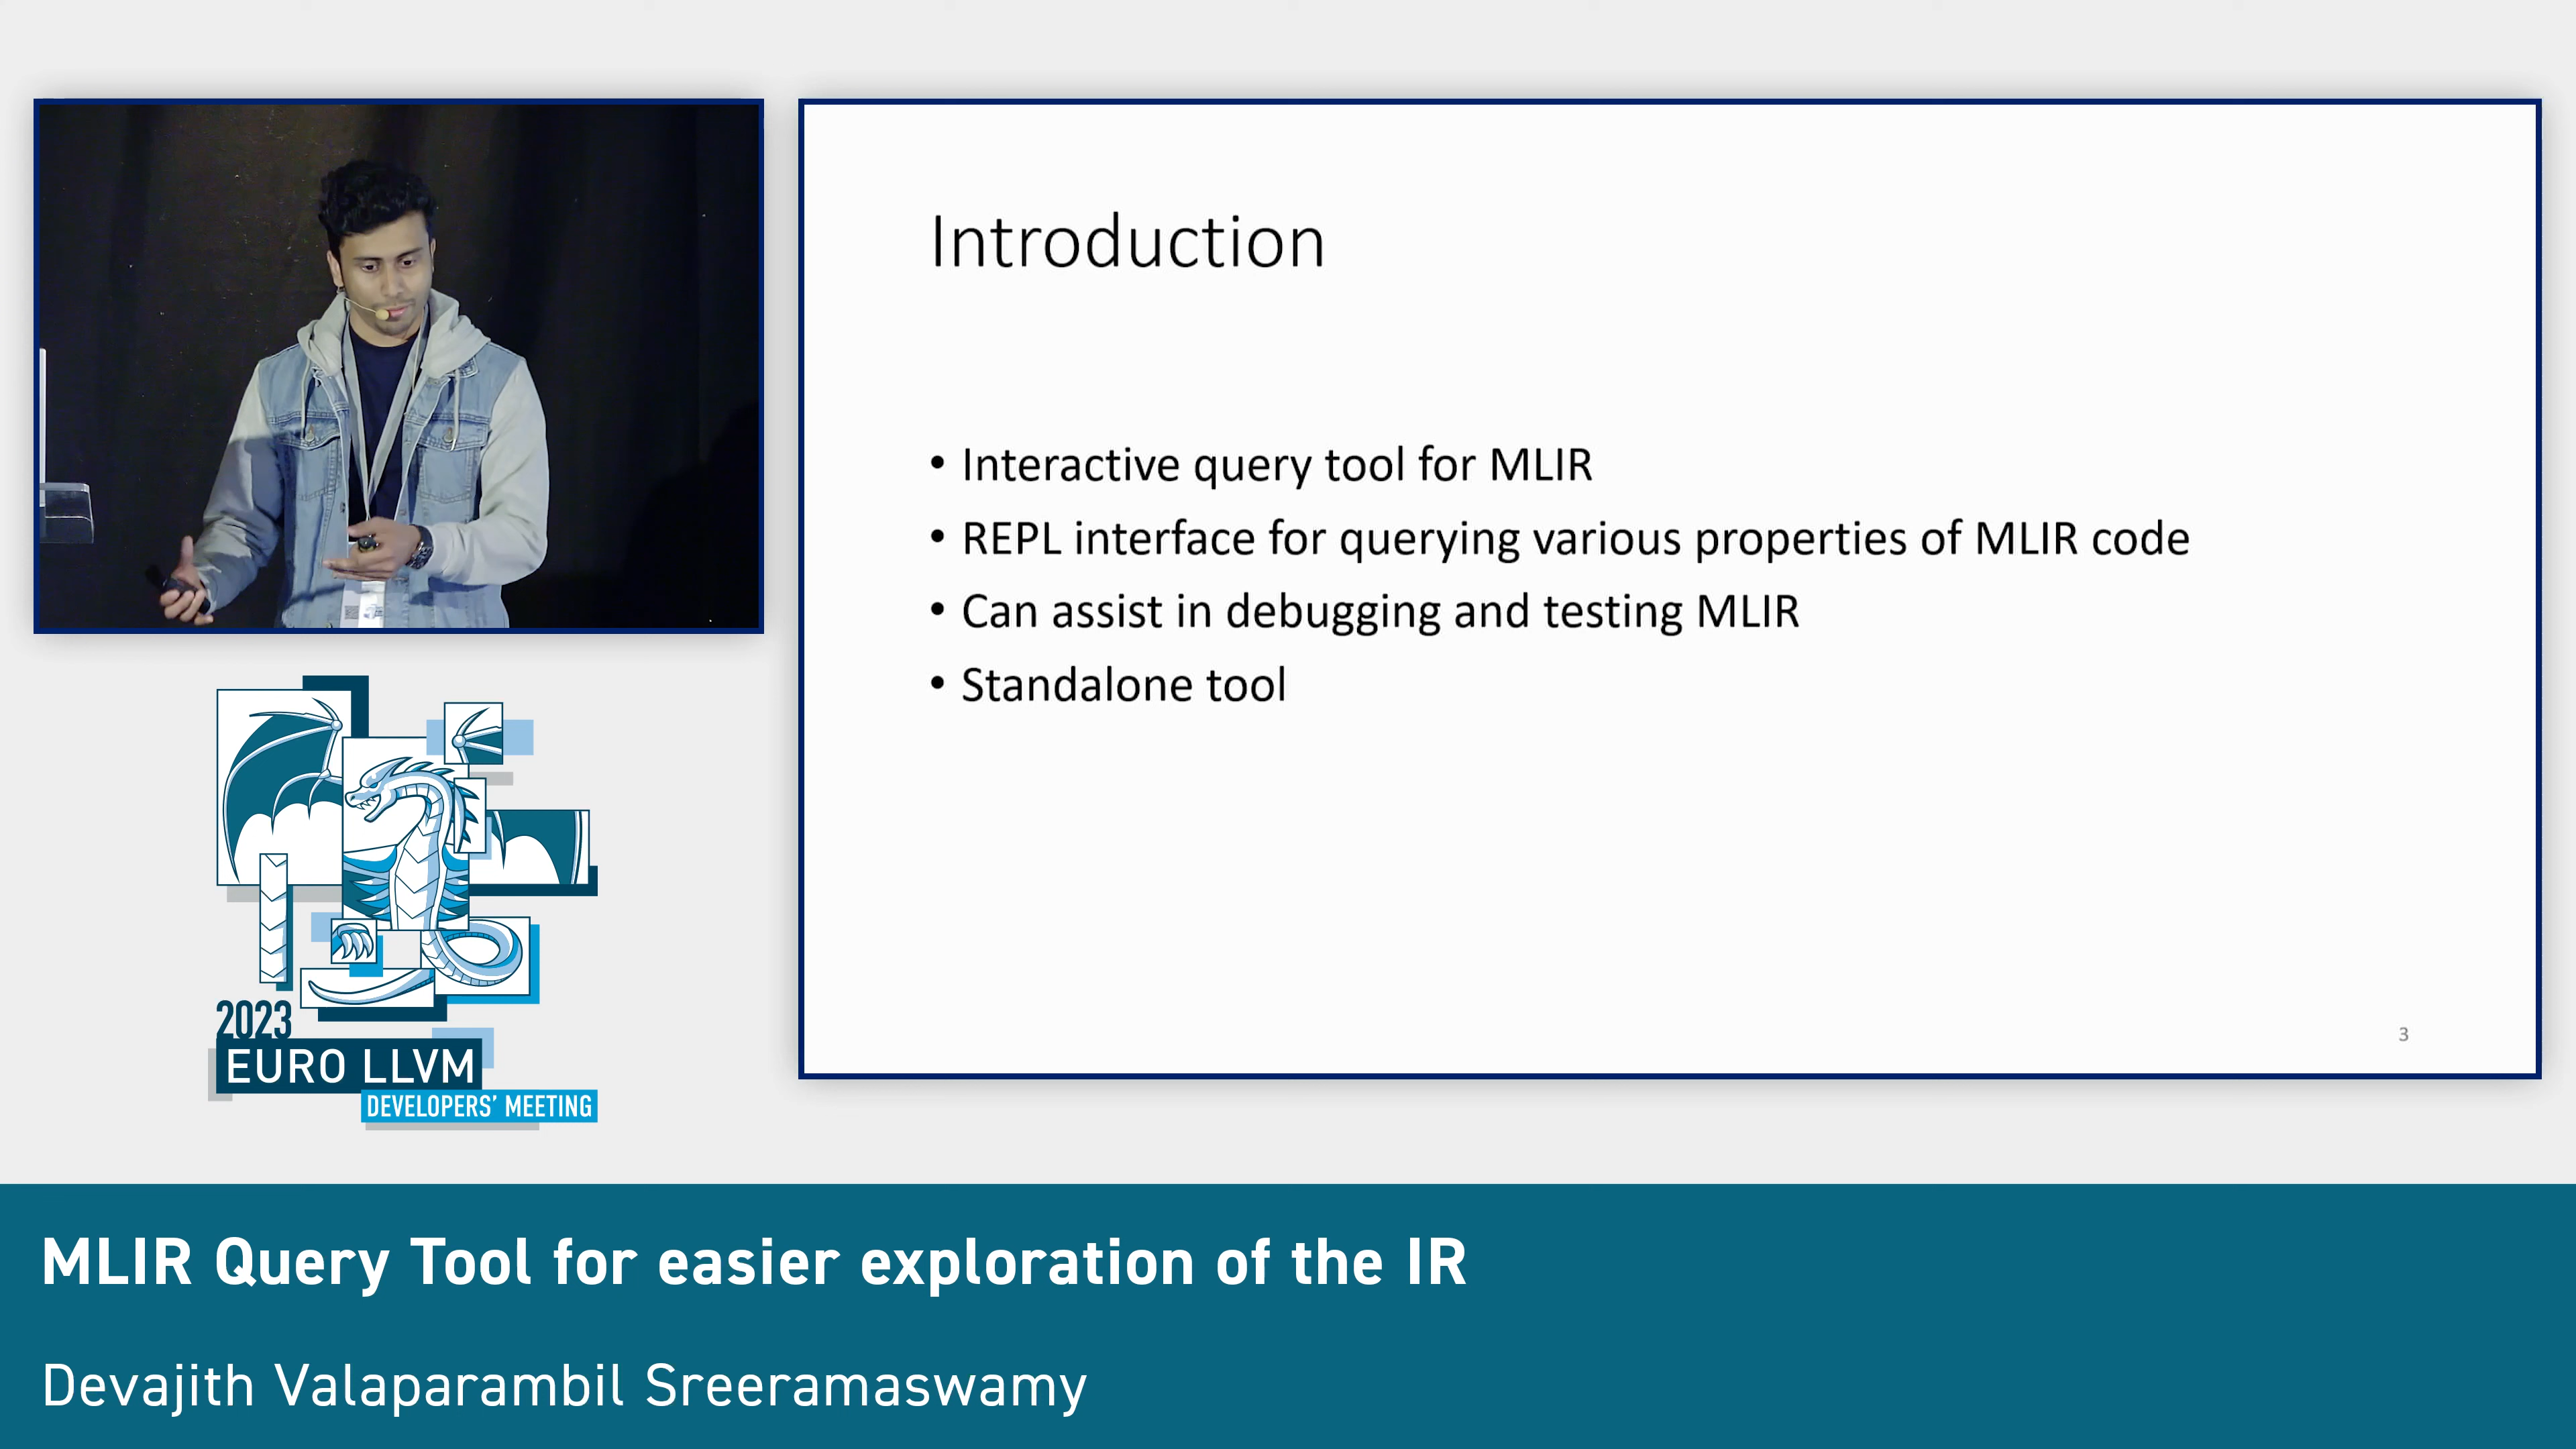 Introduction
• Interactive query tool for MLIR
• REPL interface for querying various properties of MLIR code
• Can assist in debugging and testing MLIR
• Standalone tool
3
2023
EURO LLVM
DEVELOPERS' MEETING
MLIR Query Tool for easier exploration of the IR
Devajith Valaparambil Sreeramaswamy